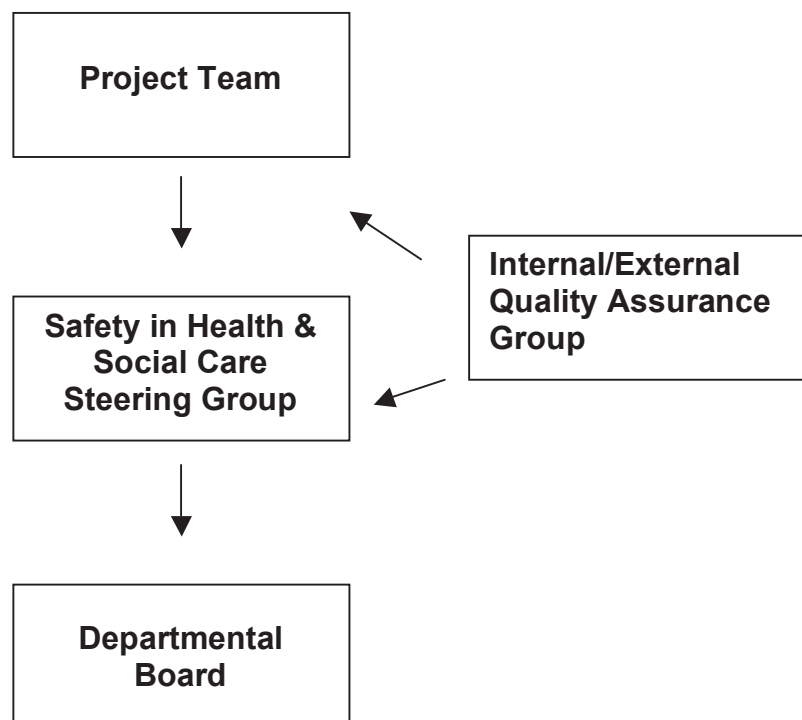 Project Team
Internal/External
Quality Assurance
Group
Safety in Health &
Social Care
Steering Group
Departmental
Board